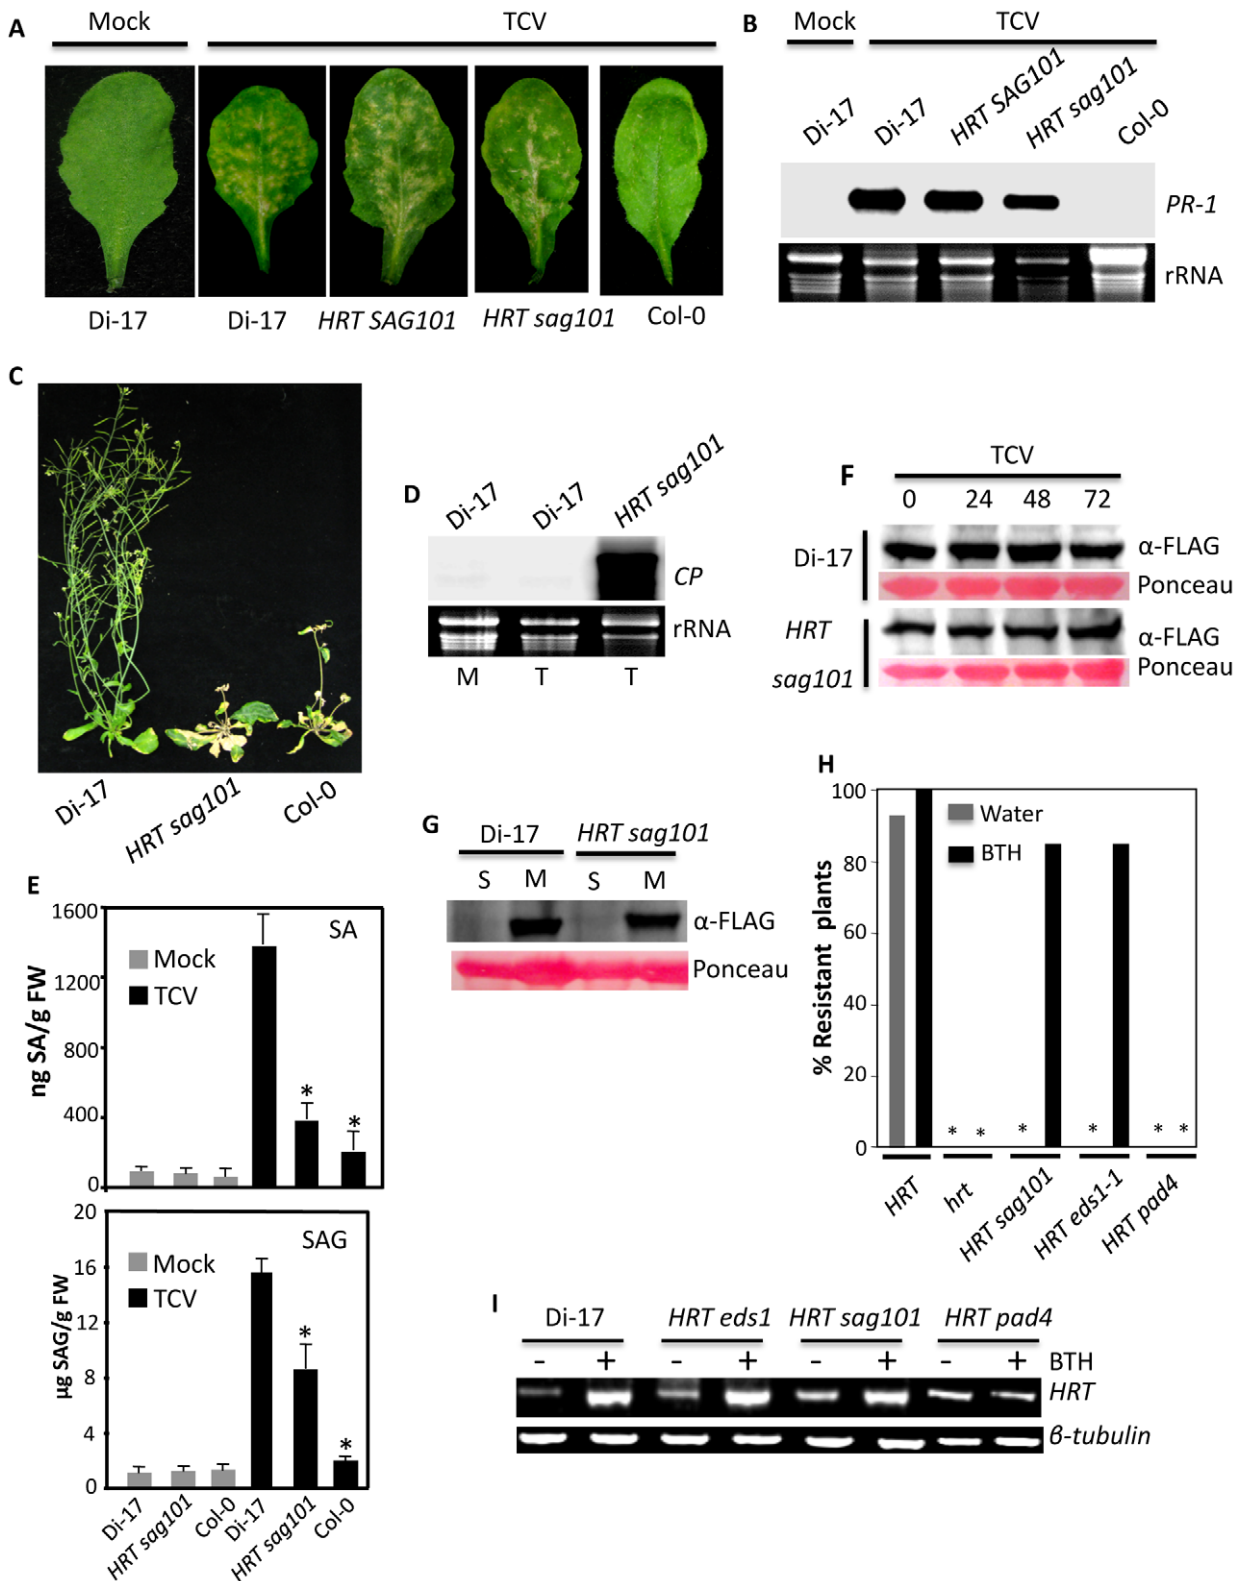 A
Mock
TCV
Di-17
Di-17
HRT SAG101
HRT sag101
Col-0
B
Mock
TCV
Di-17
Di-17
HRT SAG101
HRT sag101
Col-0
PR-1
rRNA
C
Di-17
HRT sag101
Col-0
D
Di-17
Di-17
HRT sag101
CP
rRNA
M
T
T
E
ng SA/g FW
1600
1200
800
400
0
SA
Mock
TCV
*
*
µg SAG/g FW
20
16
12
8
4
0
SAG
Mock
TCV
*
*
Di-17
HRT sag101
Col-0
Di-17
HRT sag101
Col-0
F
TCV
0 24 48 72
Di-17
α-FLAG
Ponceau
HRT
sag101
α-FLAG
Ponceau
G
Di-17
HRT sag101
S M S M
α-FLAG
Ponceau
H
% Resistant plants
100
80
60
40
20
0
Water
BTH
* * * * * *
HRT
hrt
HRT sag101
HRT eds1-1
HRT pad4
I
Di-17
HRT eds1
HRT sag101
HRT pad4
- + - + - + - + BTH
HRT
β-tubulin